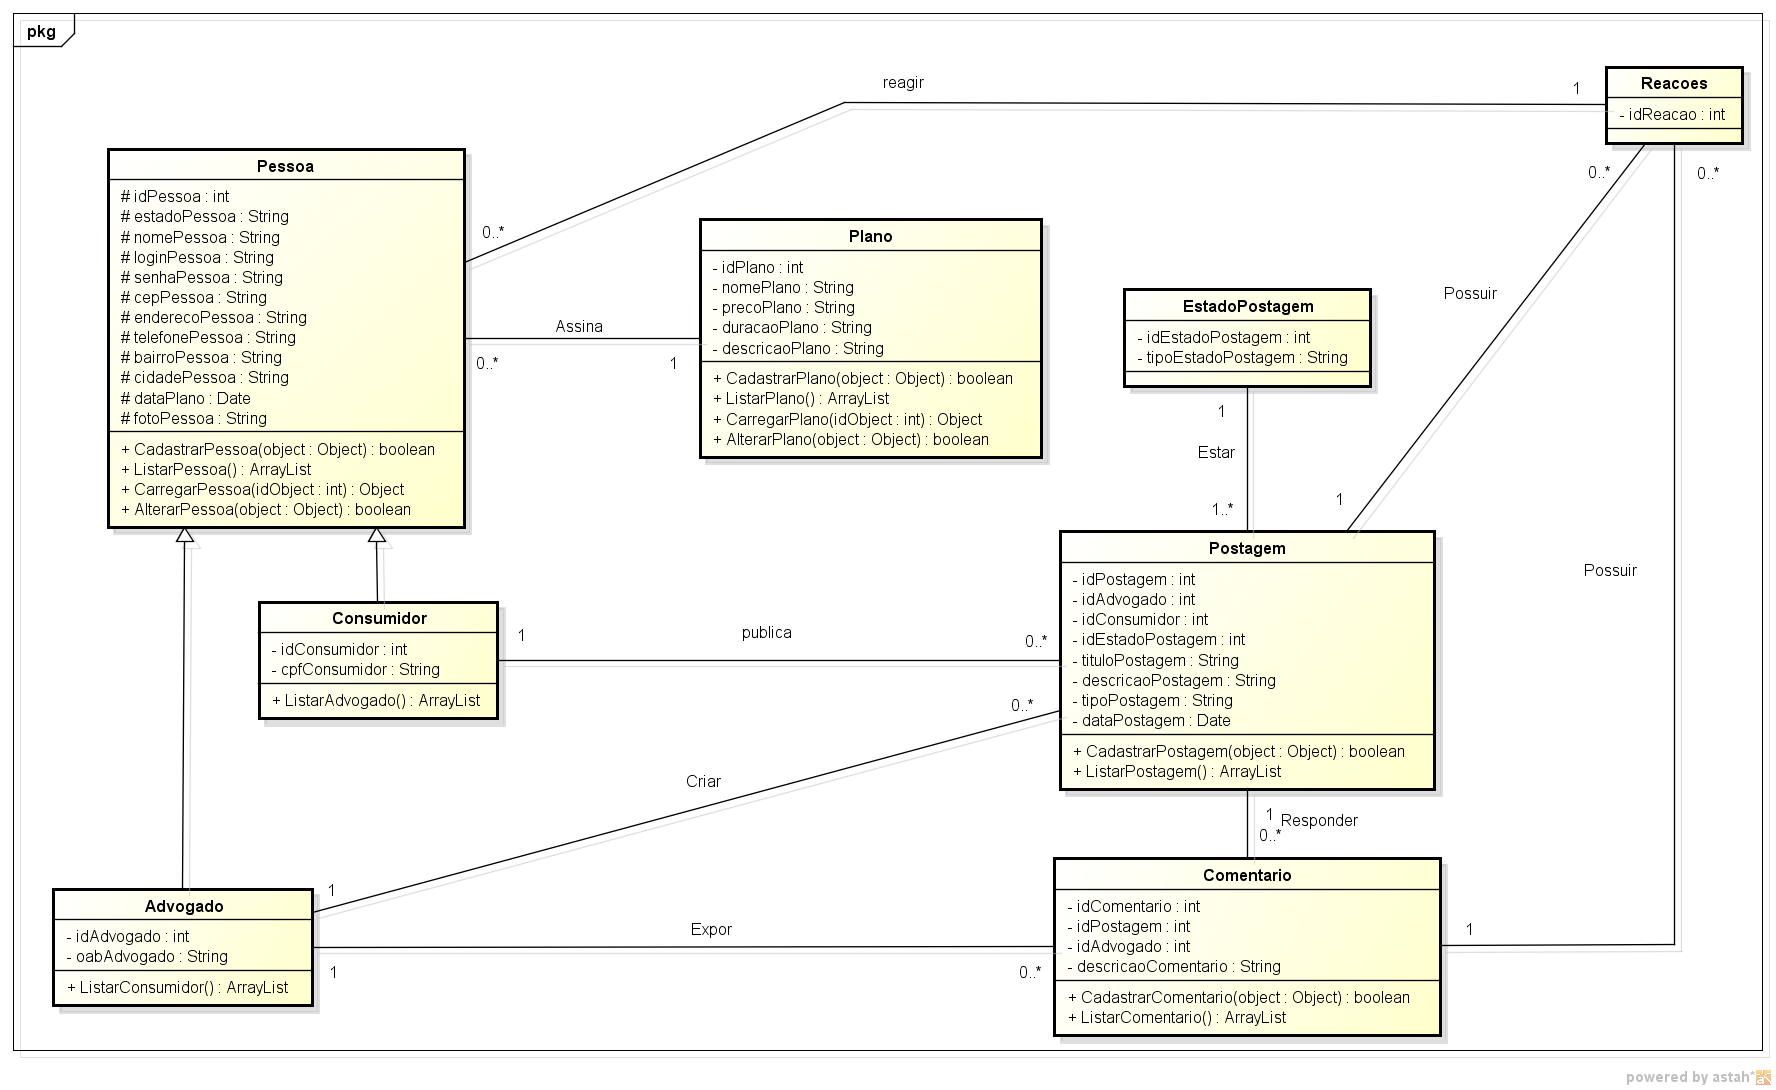 pkg
reagir
1
Reacoes
- idReacao : int
0..*
0..*
0..*
Pessoa
# idPessoa : int
# estadoPessoa : String
# nomePessoa : String
# loginPessoa : String
# senhaPessoa : String
# cepPessoa : String
# enderecoPessoa : String
# telefonePessoa : String
# bairroPessoa : String
# cidadePessoa : String
# dataPlano : Date
# fotoPessoa : String
+ CadastrarPessoa(object : Object) : boolean
+ ListarPessoa() : ArrayList
+ CarregarPessoa(idObject : int) : Object
+ AlterarPessoa(object : Object) : boolean
Assina
0..*
1
Plano
- idPlano : int
- nomePlano : String
- precoPlano : String
- duracaoPlano : String
- descricaoPlano : String
+ CadastrarPlano(object : Object) : boolean
+ ListarPlano() : ArrayList
+ CarregarPlano(idObject : int) : Object
+ AlterarPlano(object : Object) : boolean
EstadoPostagem
- idEstadoPostagem : int
- tipoEstadoPostagem : String
1
Estar
1..*
Possuir
1
Possuir
Postagem
- idPostagem : int
- idAdvogado : int
- idConsumidor : int
- idEstadoPostagem : int
- tituloPostagem : String
- descricaoPostagem : String
- tipoPostagem : String
- dataPostagem : Date
+ CadastrarPostagem(object : Object) : boolean
+ ListarPostagem() : ArrayList
Consumidor
- idConsumidor : int
- cpfConsumidor : String
+ ListarAdvogado() : ArrayList
1
publica
0..*
0..*
Criar
1
1
Responder
0..*
Advogado
- idAdvogado : int
- oabAdvogado : String
+ ListarConsumidor() : ArrayList
Expor
1
0..*
Comentario
- idComentario : int
- idPostagem : int
- idAdvogado : int
- descricaoComentario : String
+ CadastrarComentario(object : Object) : boolean
+ ListarComentario() : ArrayList
1
powered by astah*